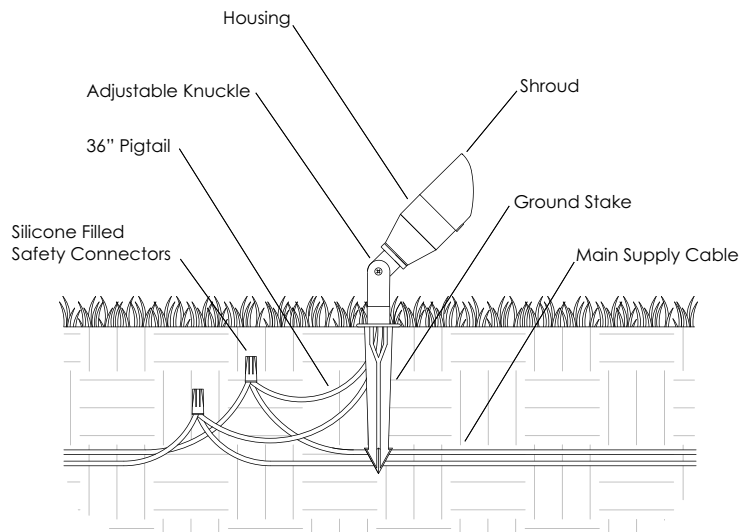 Housing
Adjustable Knuckle
Shroud
36” Pigtail
Ground Stake
Silicone Filled
Safety Connectors
Main Supply Cable